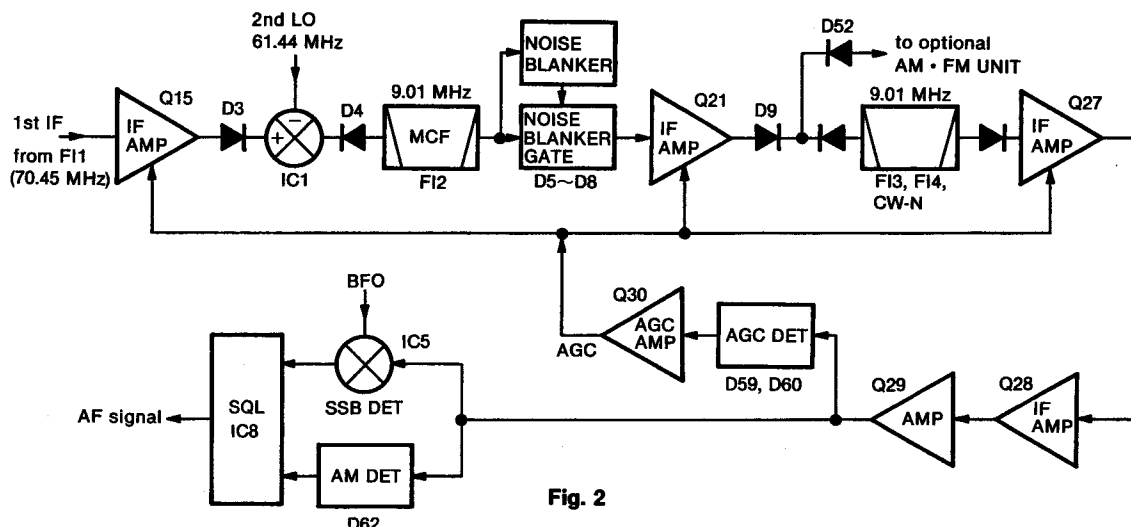 2nd LO
61.44 MHz
Q15
D3
D4
9.01 MHz
NOISE
BLANKER
Q21
D9
D52
to optional
AM · FM UNIT
9.01 MHz
Q27
1st IF
from FI1
(70.45 MHz)
IF
AMP
+
−
IC1
MCF
FI2
NOISE
BLANKER
GATE
D5~D8
IF
AMP
FI3, FI4,
CW-N
IF
AMP
BFO
Q30
AGC
AMP
AGC
AGC DET
D59, D60
IC5
SSB DET
Q29
AMP
Q28
IF
AMP
AF signal
SQL
IC8
AM DET
D62
Fig. 2